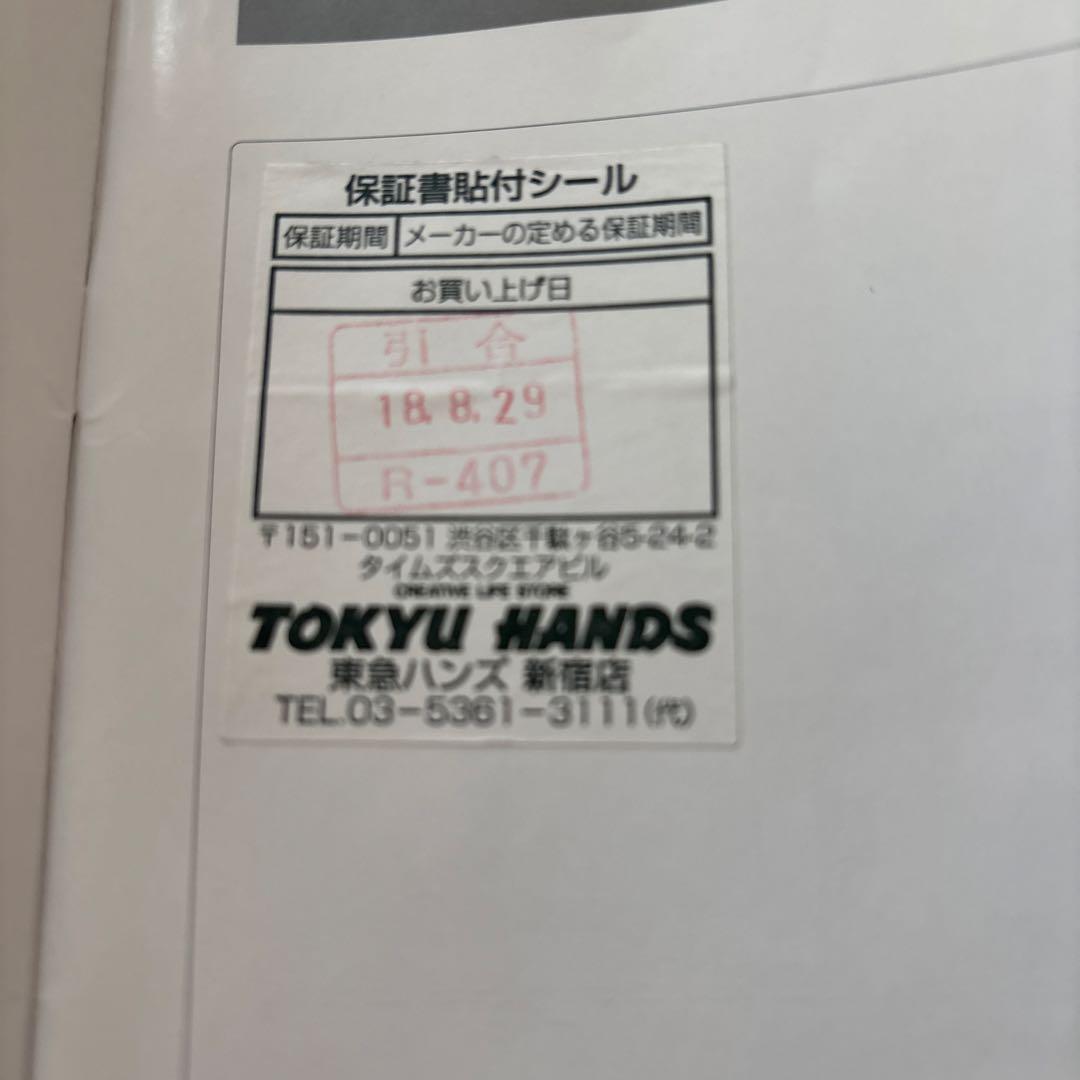 保証書貼付シール
保証期間 メーカーの定める保証期間
お買い上げ日
引合
18.8.29
R-407
〒151-0051 渋谷区千駄ヶ谷5-24-2
タイムズスクエアビル
CREATIVE LIFE STORE
TOKYU HANDS
東急ハンズ 新宿店
TEL.03-5361-3111(代)